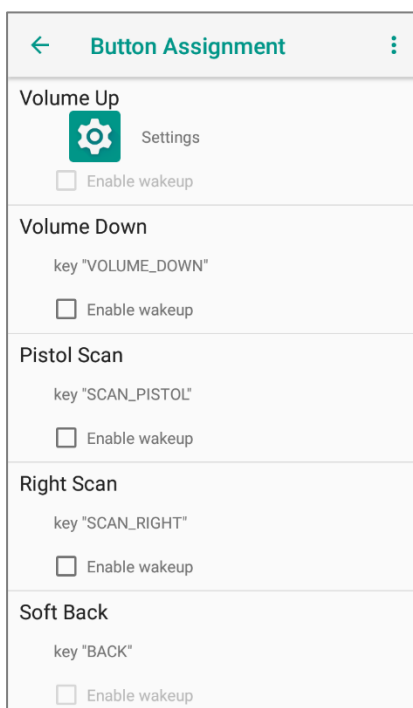 Button Assignment
Volume Up
Settings
Enable wakeup
Volume Down
key "VOLUME_DOWN"
Enable wakeup
Pistol Scan
key "SCAN_PISTOL"
Enable wakeup
Right Scan
key "SCAN_RIGHT"
Enable wakeup
Soft Back
key "BACK"
Enable wakeup